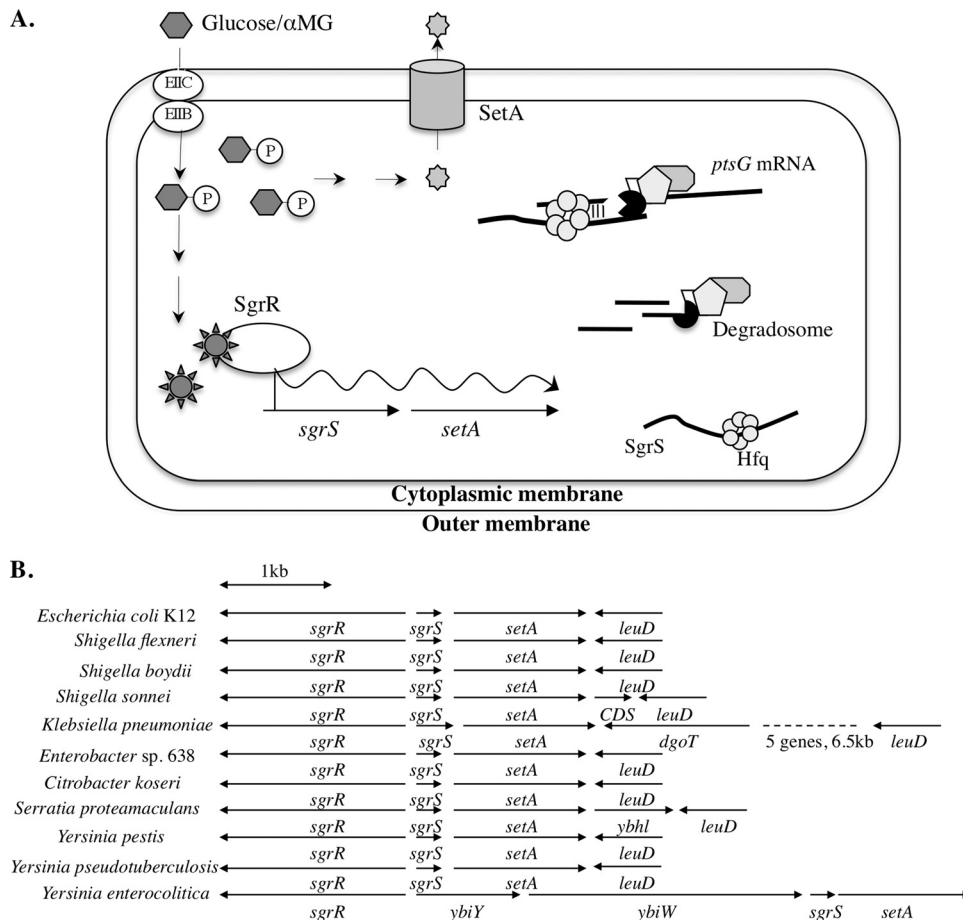 A.
Glucose/αMG
EIIC
EIIB
SetA
P
P
P
ptsG mRNA
SgrR
Degradosome
sgrS setA
SgrS
Hfq
Cytoplasmic membrane
Outer membrane
B.
1kb
Escherichia coli K12
sgrR sgrS setA leuD
Shigella flexneri
sgrR sgrS setA leuD
Shigella boydii
sgrR sgrS setA leuD
Shigella sonnei
sgrR sgrS setA CDS leuD
Klebsiella pneumoniae
sgrR sgrS setA dgoT 5 genes, 6.5kb leuD
Enterobacter sp. 638
sgrR sgrS setA leuD
Citrobacter koseri
sgrR sgrS setA leuD
Serratia proteamaculans
sgrR sgrS setA ybhl leuD
Yersinia pestis
sgrR sgrS setA leuD
Yersinia pseudotuberculosis
sgrR sgrS setA leuD
Yersinia enterocolitica
sgrR ybiY ybiW sgrS setA